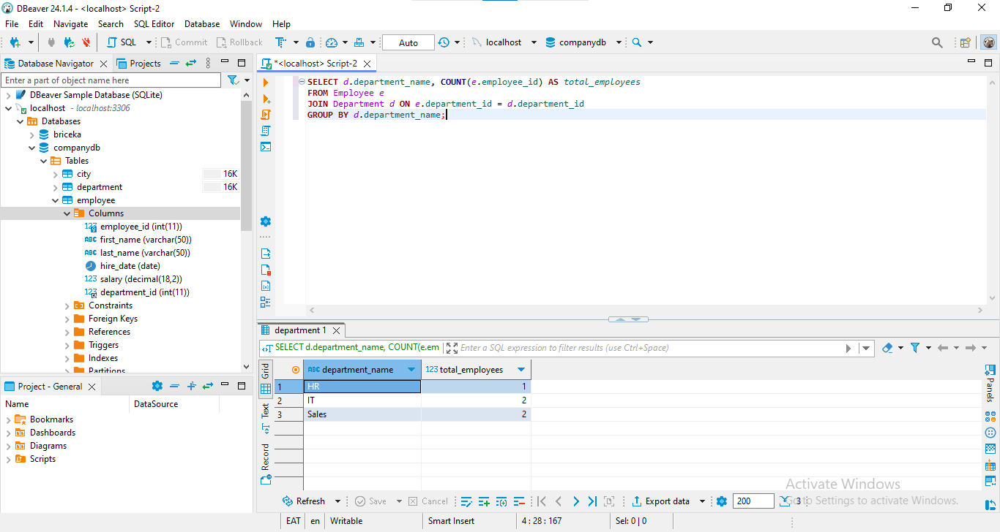 DBeaver 24.1.4 - <localhost> Script-2
File Edit Navigate Search SQL Editor Database Window Help
SQL Commit Rollback Auto localhost companydb
Database Navigator Projects
Enter a part of object name here
DBeaver Sample Database (SQLite)
localhost - localhost:3306
Databases
briceka
companydb
Tables
city 16K
department 16K
employee
Columns
employee_id (int(11))
first_name (varchar(50))
last_name (varchar(50))
hire_date (date)
salary (decimal(18,2))
department_id (int(11))
Constraints
Foreign Keys
References
Triggers
Indexes
Partitions
Project - General
Name DataSource
Bookmarks
Dashboards
Diagrams
Scripts
*<localhost> Script-2
SELECT d.department_name, COUNT(e.employee_id) AS total_employees
FROM Employee e
JOIN Department d ON e.department_id = d.department_id
GROUP BY d.department_name;
department 1
SELECT d.department_name, COUNT(e.em Enter a SQL expression to filter results (use Ctrl+Space)
Grid
Text
Record
ABC department_name 123 total_employees
1 HR 1
2 IT 2
3 Sales 2
Panels
Refresh Save Cancel Export data 200 3
Activate Windows
Go to Settings to activate Windows.
EAT en Writable Smart Insert 4 : 28 : 167 Sel: 0 | 0